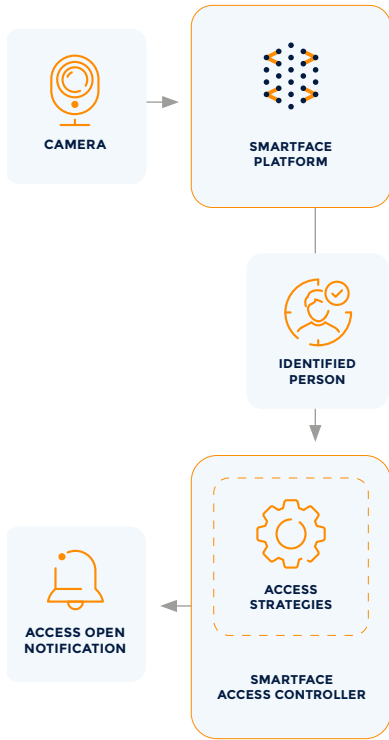 CAMERA
SMARTFACE
PLATFORM
IDENTIFIED
PERSON
ACCESS
STRATEGIES
SMARTFACE
ACCESS CONTROLLER
ACCESS OPEN
NOTIFICATION